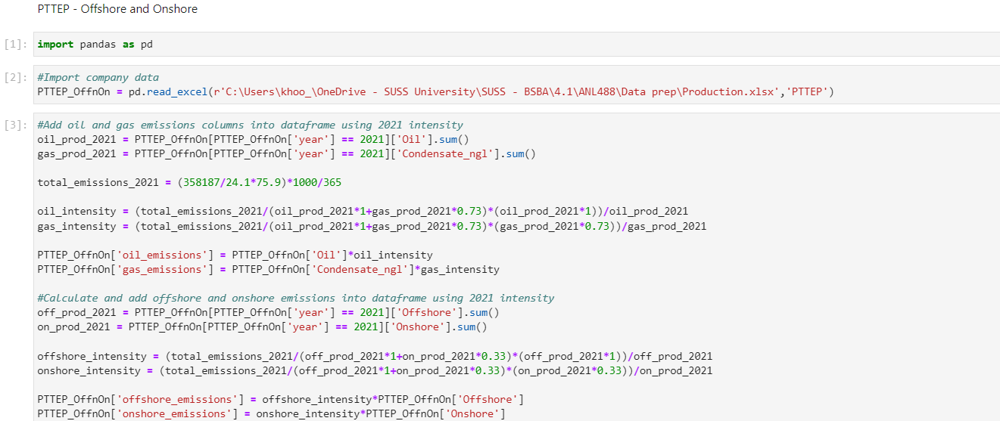 PTTEP - Offshore and Onshore
[1]: import pandas as pd
[2]: #Import company data
PTTEP_OffnOn = pd.read_excel(r'C:\Users\khoo_\OneDrive - SUSS University\SUSS - BSBA\4.1\ANL488\Data prep\Production.xlsx','PTTEP')
[3]: #Add oil and gas emissions columns into dataframe using 2021 intensity
oil_prod_2021 = PTTEP_OffnOn[PTTEP_OffnOn['year'] == 2021]['Oil'].sum()
gas_prod_2021 = PTTEP_OffnOn[PTTEP_OffnOn['year'] == 2021]['Condensate_ngl'].sum()
total_emissions_2021 = (358187/24.1*75.9)*1000/365
oil_intensity = (total_emissions_2021/(oil_prod_2021*1+gas_prod_2021*0.73)*(oil_prod_2021*1))/oil_prod_2021
gas_intensity = (total_emissions_2021/(oil_prod_2021*1+gas_prod_2021*0.73)*(gas_prod_2021*0.73))/gas_prod_2021
PTTEP_OffnOn['oil_emissions'] = PTTEP_OffnOn['Oil']*oil_intensity
PTTEP_OffnOn['gas_emissions'] = PTTEP_OffnOn['Condensate_ngl']*gas_intensity
#Calculate and add offshore and onshore emissions into dataframe using 2021 intensity
off_prod_2021 = PTTEP_OffnOn[PTTEP_OffnOn['year'] == 2021]['Offshore'].sum()
on_prod_2021 = PTTEP_OffnOn[PTTEP_OffnOn['year'] == 2021]['Onshore'].sum()
offshore_intensity = (total_emissions_2021/(off_prod_2021*1+on_prod_2021*0.33)*(off_prod_2021*1))/off_prod_2021
onshore_intensity = (total_emissions_2021/(off_prod_2021*1+on_prod_2021*0.33)*(on_prod_2021*0.33))/on_prod_2021
PTTEP_OffnOn['offshore_emissions'] = offshore_intensity*PTTEP_OffnOn['Offshore']
PTTEP_OffnOn['onshore_emissions'] = onshore_intensity*PTTEP_OffnOn['Onshore']